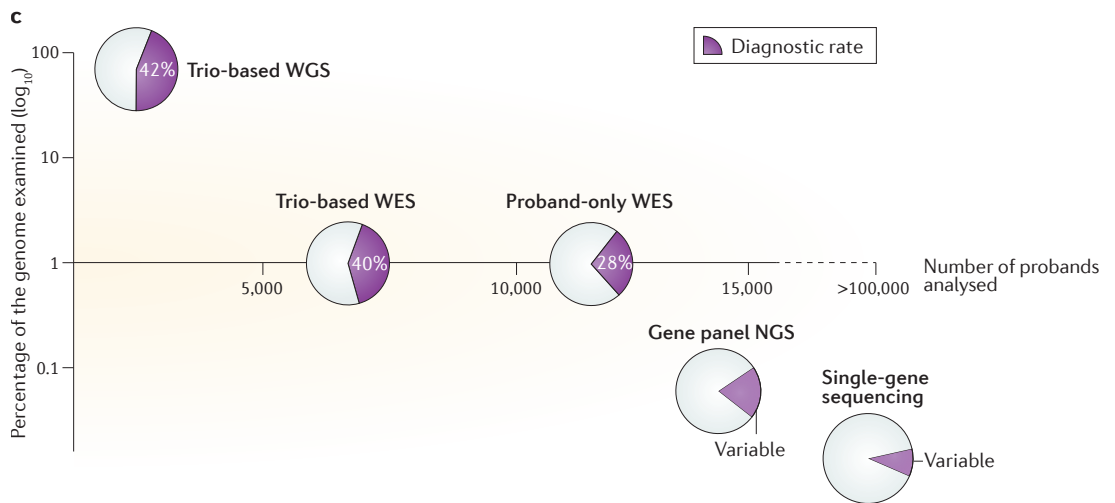 c
Diagnostic rate
Percentage of the genome examined (log10)
100
10
1
0.1
42%
Trio-based WGS
Trio-based WES
40%
Proband-only WES
28%
5,000
10,000
15,000
>100,000
Number of probands
analysed
Gene panel NGS
Variable
Single-gene
sequencing
Variable